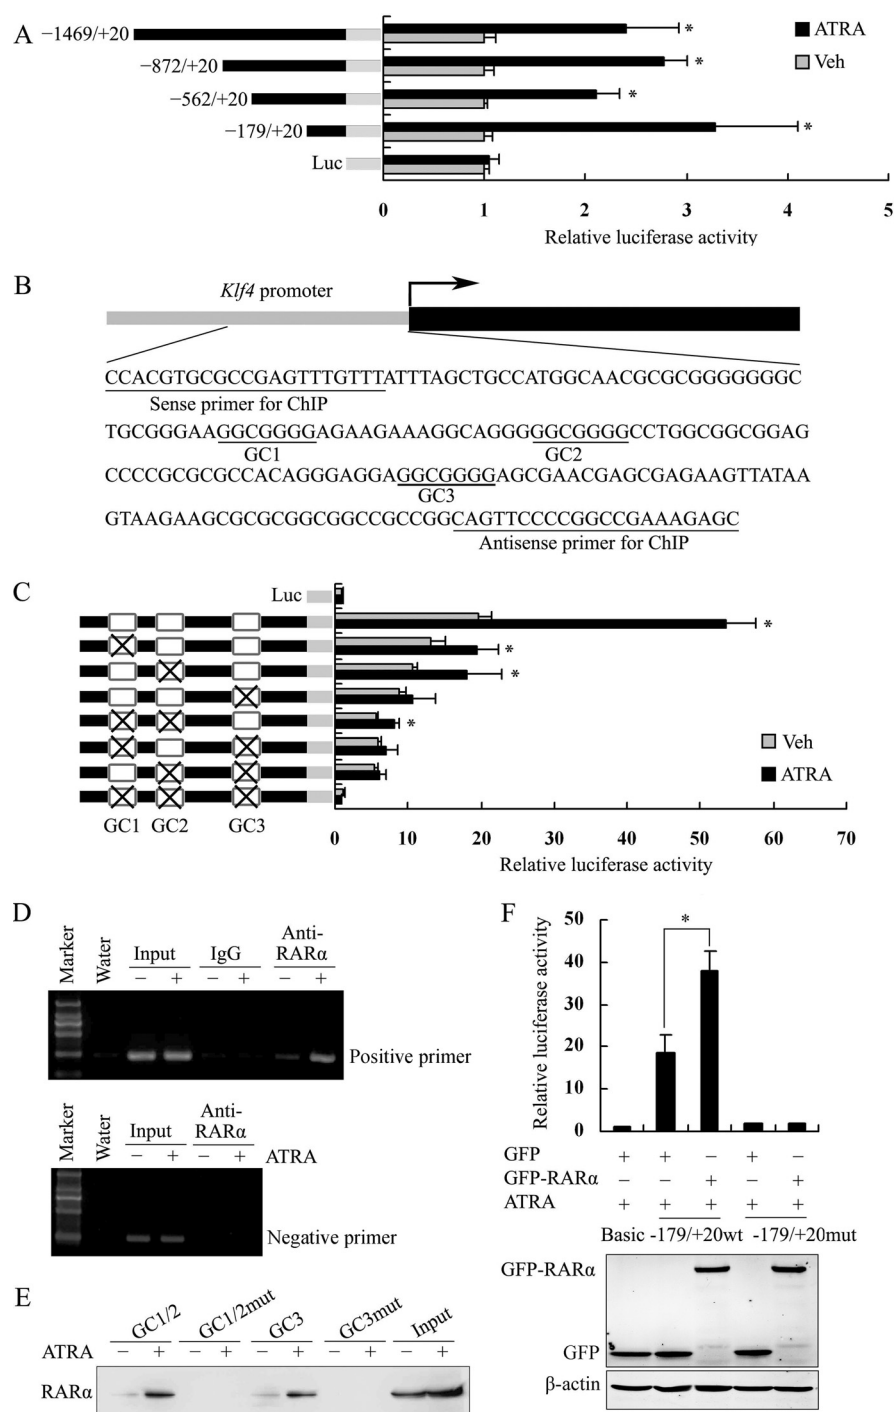 A
−1469/+20
−872/+20
−562/+20
−179/+20
Luc
* 
*
*
*
ATRA
Veh
0 1 2 3 4 5
Relative luciferase activity
B
Klf4 promoter
CCACGTGCGCCGAGTTTGTTTATTTAGCTGCCATGGCAACGCGCGGGGGGGC
Sense primer for ChIP
TGCGGGAAGGCGGGGAGAAGAAAGGCAGGGGGCGGGGCCTGGCGGCGGAG
GC1 GC2
CCCCGCGCGCCACAGGGAGGAGGCGGGGAGCGAACGAGCGAGAAGTTATAA
GC3
GTAAGAAGCGCGCGGCGGCCGCCGGCAGTTCCCCGGCCGAAAGAGC
Antisense primer for ChIP
C
Luc
*
*
*
*
Veh
ATRA
GC1 GC2 GC3
0 10 20 30 40 50 60 70
Relative luciferase activity
D
Marker Water Input IgG Anti-RARα
− + − + − +
Positive primer
Marker Water Input Anti-RARα
− + − + ATRA
Negative primer
E
GC1/2 GC1/2mut GC3 GC3mut Input
ATRA − + − + − + − + − +
RARα
F
Relative luciferase activity
50
40
30
20
10
0
*
GFP + + − + −
GFP-RARα − − + − +
ATRA + + + + +
Basic -179/+20wt -179/+20mut
GFP-RARα
GFP
β-actin